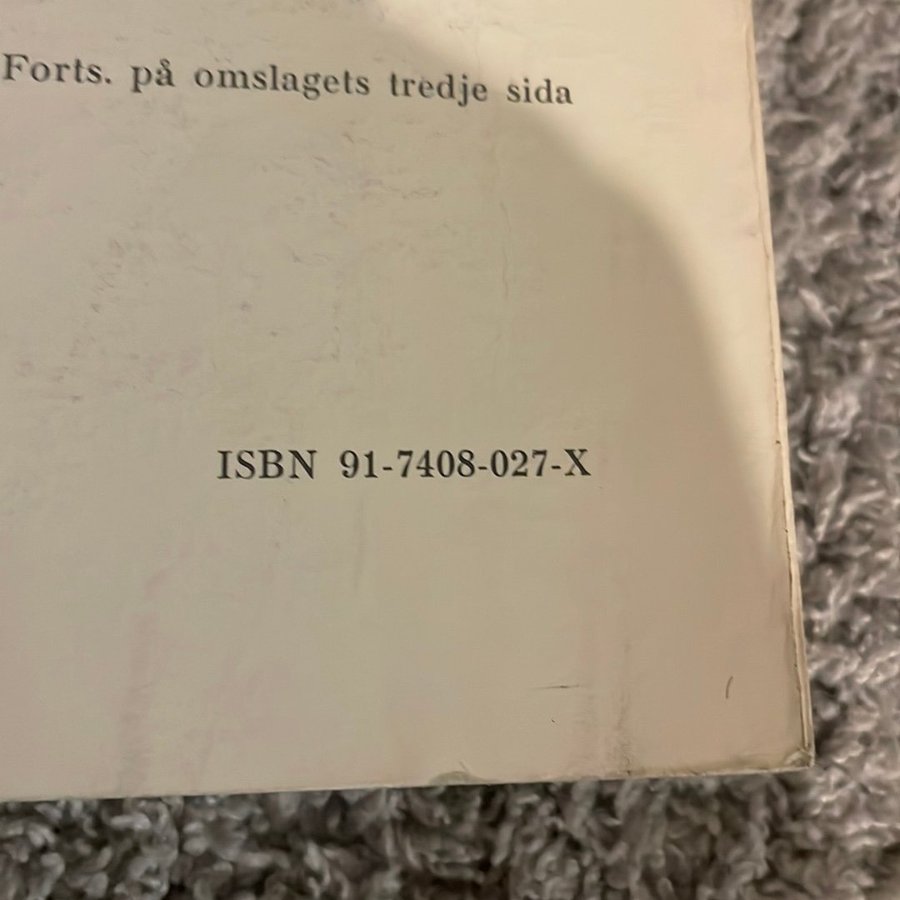 Forts. på omslagets tredje sida
ISBN 91-7408-027-X